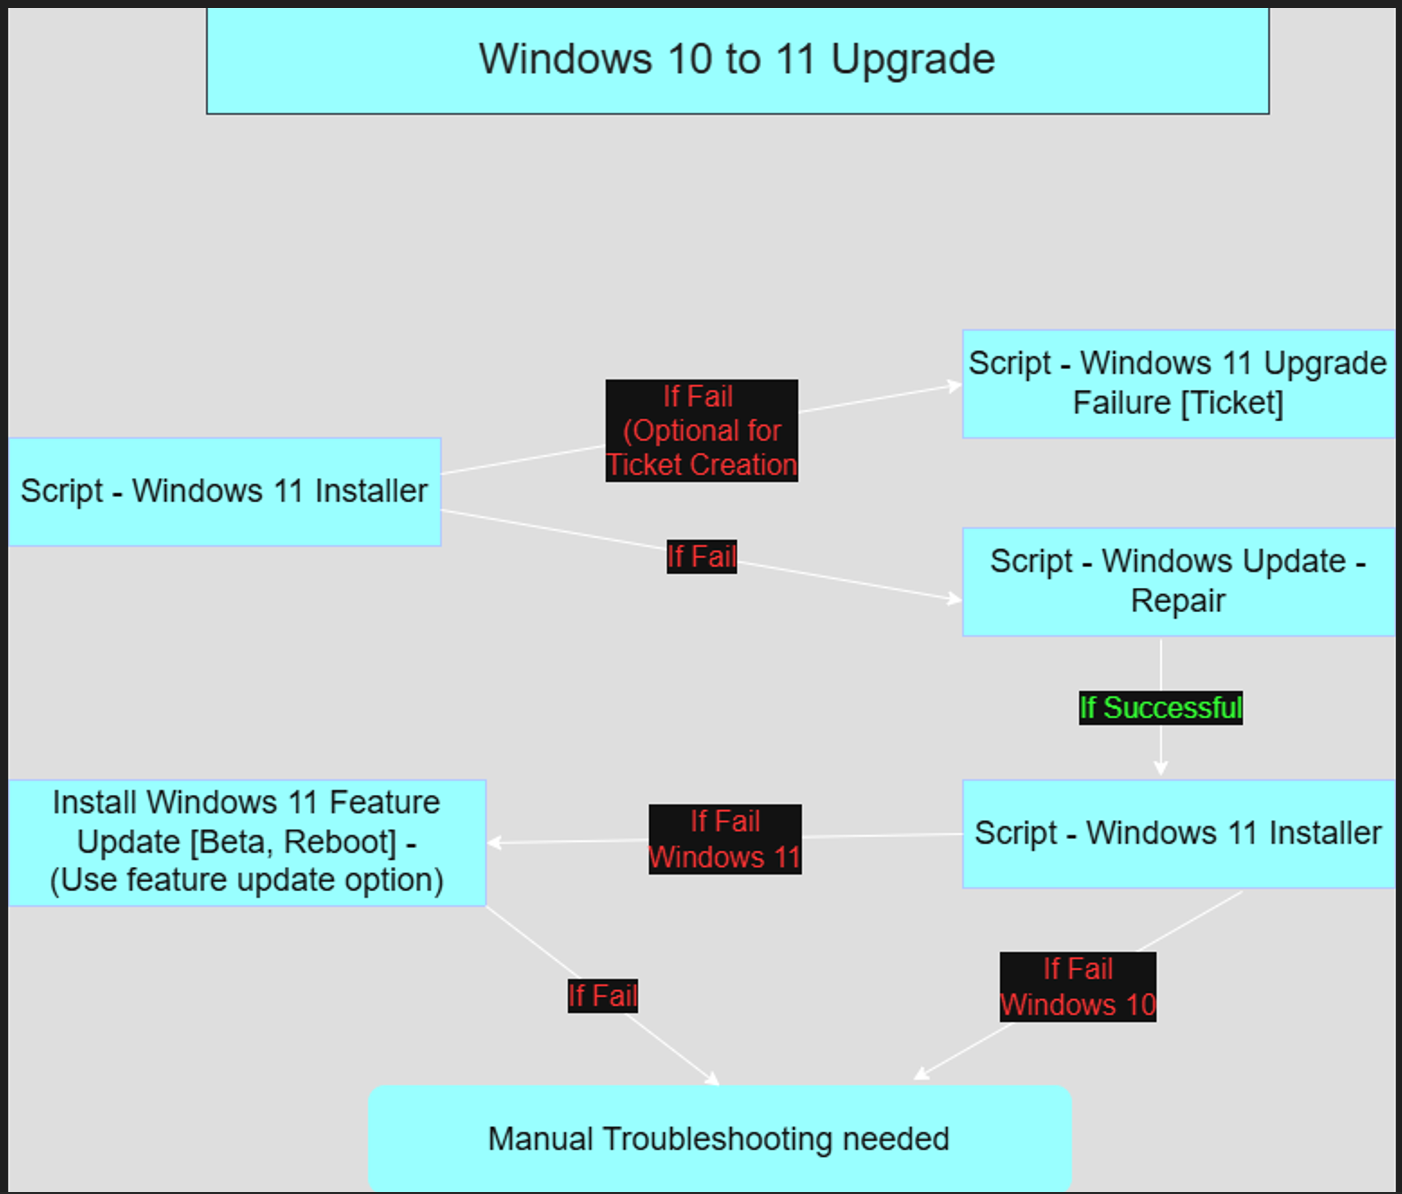 Windows 10 to 11 Upgrade
Script - Windows 11 Upgrade
Failure [Ticket]
If Fail
(Optional for
Ticket Creation
Script - Windows 11 Installer
If Fail
Script - Windows Update -
Repair
If Successful
Install Windows 11 Feature
Update [Beta, Reboot] -
(Use feature update option)
If Fail
Windows 11
Script - Windows 11 Installer
If Fail
If Fail
Windows 10
Manual Troubleshooting needed